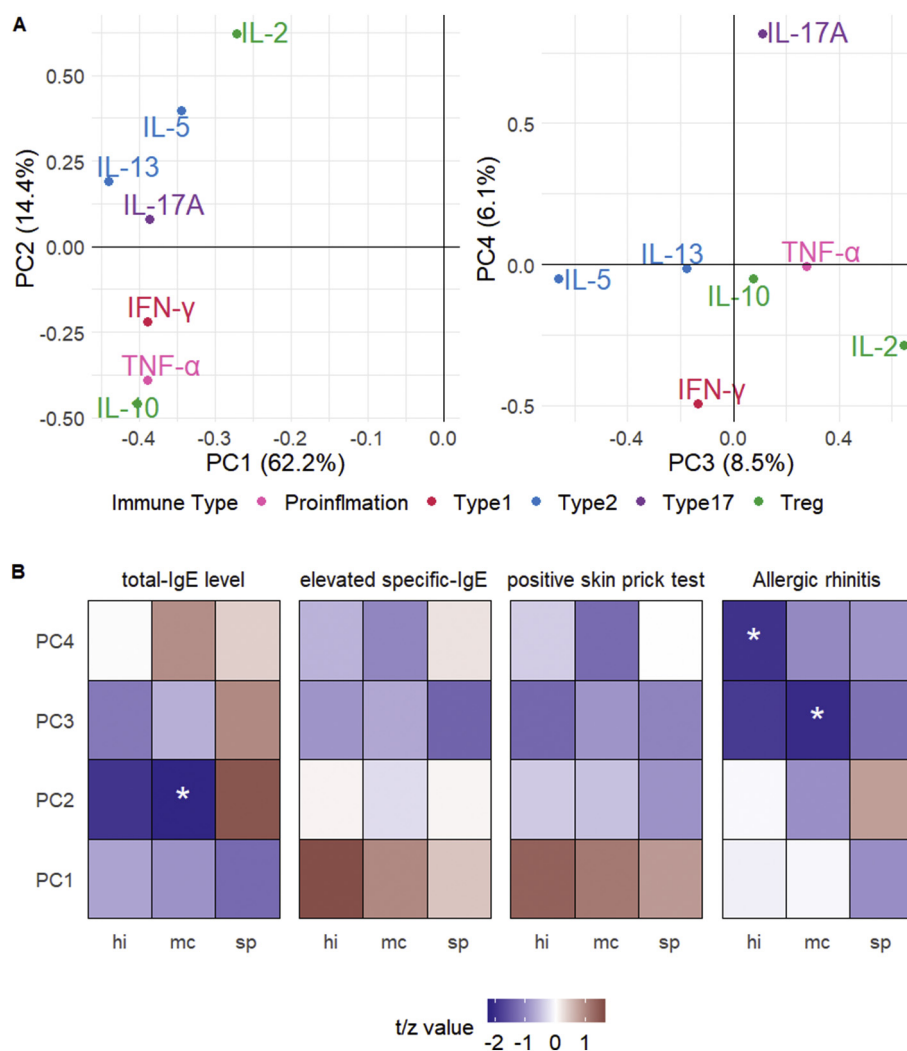 A
IL-2
IL-5
IL-13
IL-17A
IFN-γ
TNF-α
IL-10
0.50
0.25
0.00
-0.25
-0.50
PC2 (14.4%)
-0.4 -0.3 -0.2 -0.1 0.0
PC1 (62.2%)
IL-17A
TNF-α
IL-13
IL-5
IL-10
IL-2
IFN-γ
0.5
0.0
-0.5
PC4 (6.1%)
-0.4 0.0 0.4
PC3 (8.5%)
Immune Type Proinflmation Type1 Type2 Type17 Treg
B
total-IgE level elevated specific-IgE positive skin prick test Allergic rhinitis
PC4 *
PC3 *
PC2 *
PC1
hi mc sp hi mc sp hi mc sp hi mc sp
t/z value
-2 -1 0 1